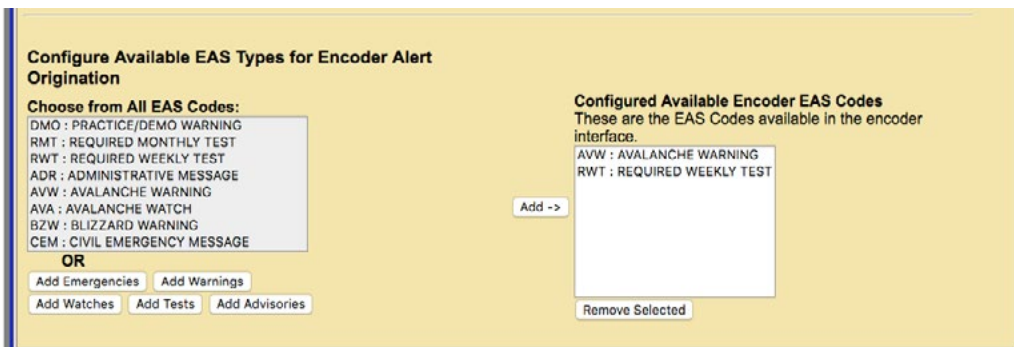 Configure Available EAS Types for Encoder Alert
Origination
Choose from All EAS Codes:
DMO : PRACTICE/DEMO WARNING
RMT : REQUIRED MONTHLY TEST
RWT : REQUIRED WEEKLY TEST
ADR : ADMINISTRATIVE MESSAGE
AVW : AVALANCHE WARNING
AVA : AVALANCHE WATCH
BZW : BLIZZARD WARNING
CEM : CIVIL EMERGENCY MESSAGE
OR
Add Emergencies Add Warnings
Add Watches Add Tests Add Advisories
Add ->
Configured Available Encoder EAS Codes
These are the EAS Codes available in the encoder
interface.
AVW : AVALANCHE WARNING
RWT : REQUIRED WEEKLY TEST
Remove Selected